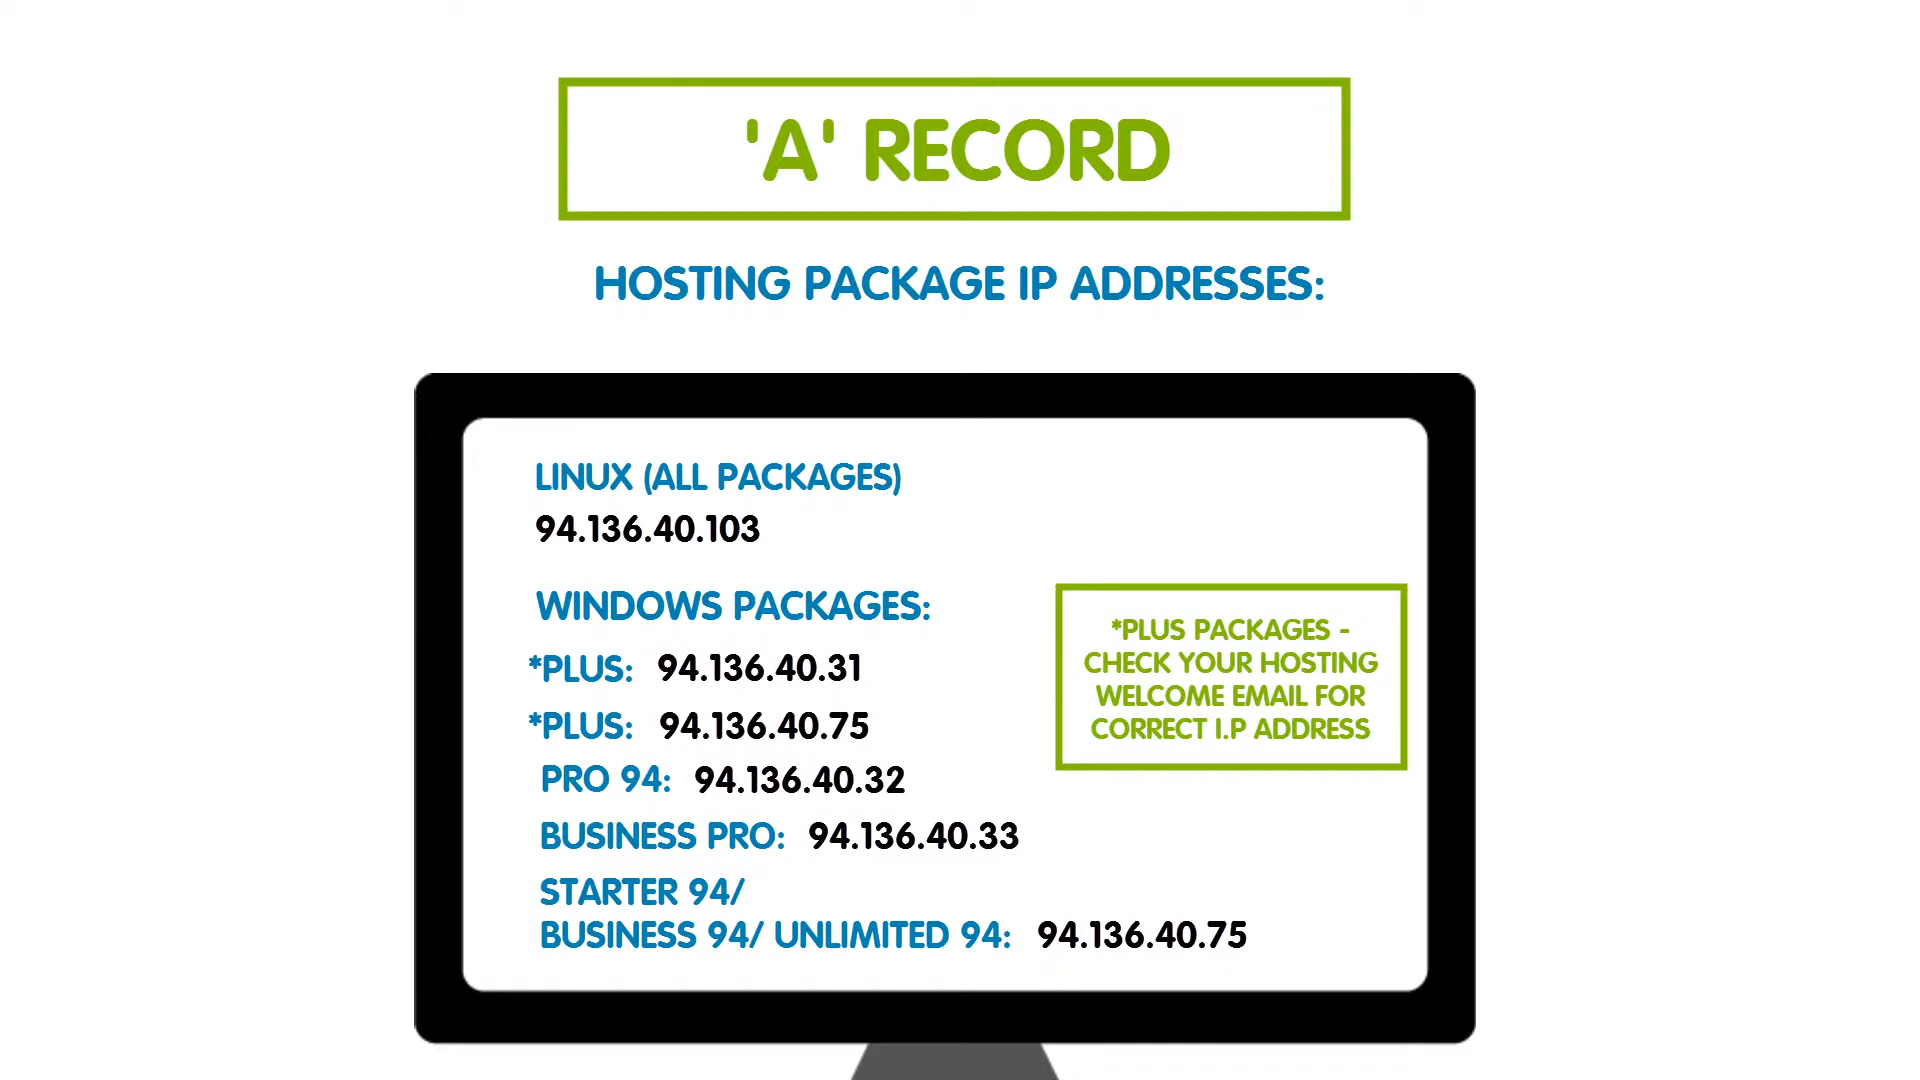 'A' RECORD
HOSTING PACKAGE IP ADDRESSES:
LINUX (ALL PACKAGES)
94.136.40.103
WINDOWS PACKAGES:
*PLUS: 94.136.40.31
*PLUS: 94.136.40.75
PRO 94: 94.136.40.32
BUSINESS PRO: 94.136.40.33
STARTER 94/
BUSINESS 94/ UNLIMITED 94: 94.136.40.75
*PLUS PACKAGES -
CHECK YOUR HOSTING
WELCOME EMAIL FOR
CORRECT I.P ADDRESS